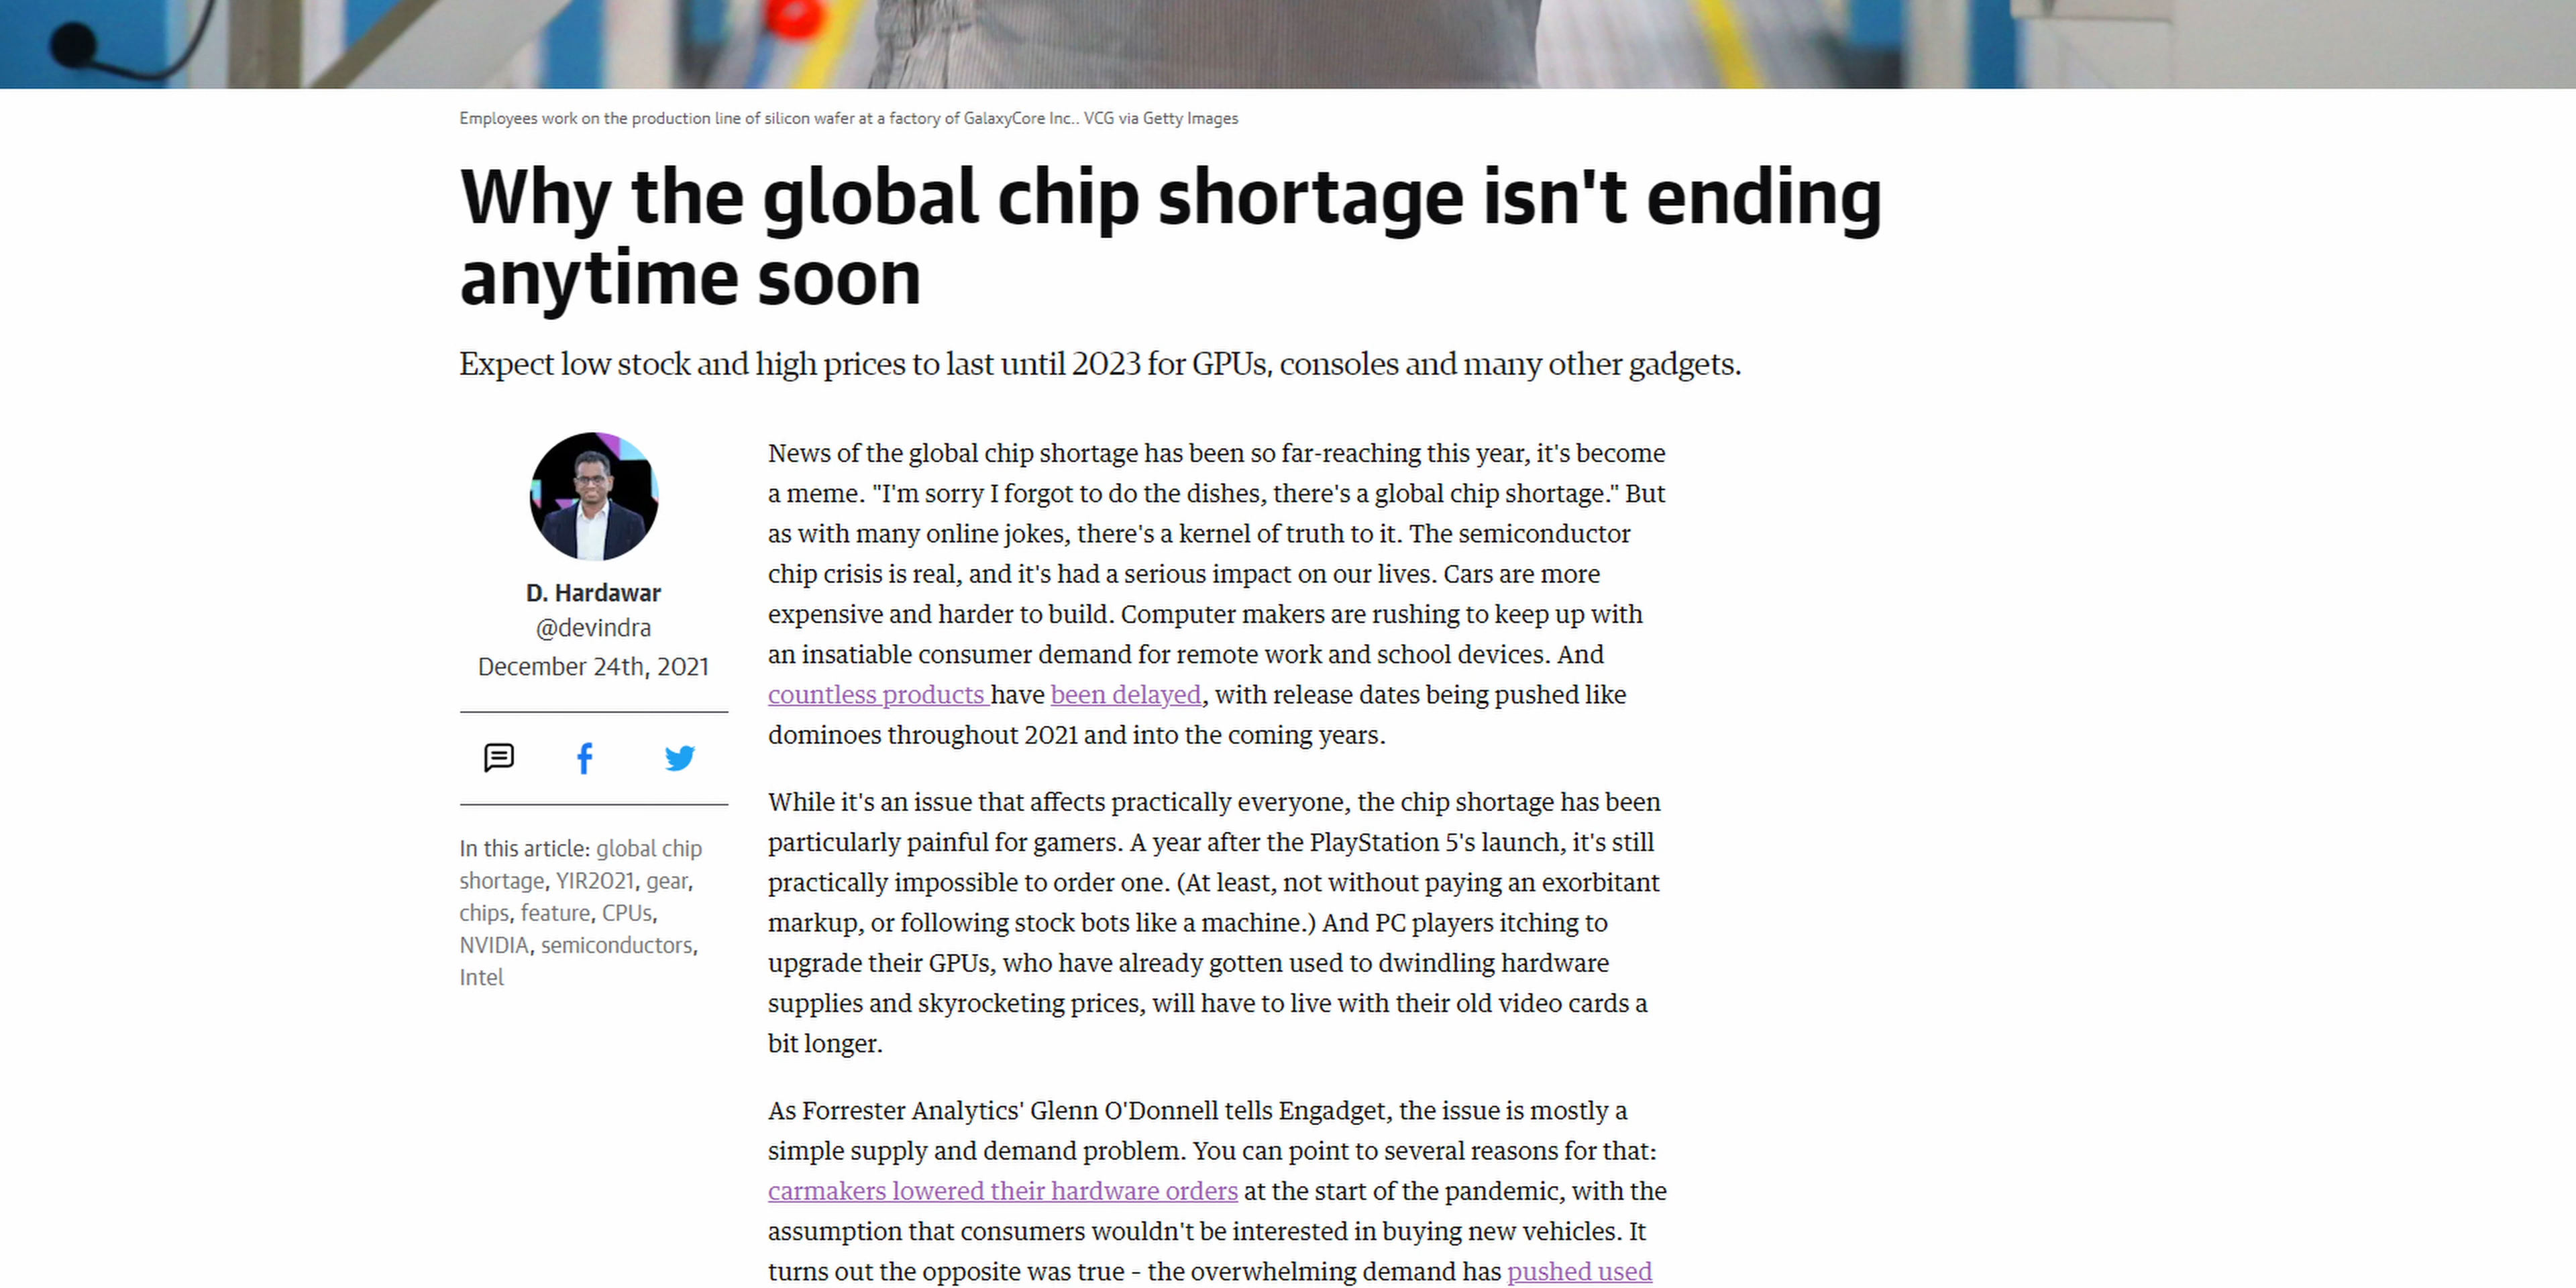 Employees work on the production line of silicon wafer at a factory of GalaxyCore Inc.. VCG via Getty Images
Why the global chip shortage isn't ending
anytime soon
Expect low stock and high prices to last until 2023 for GPUs, consoles and many other gadgets.
D. Hardawar
@devindra
December 24th, 2021
In this article: global chip
shortage, YIR2021, gear,
chips, feature, CPUs,
NVIDIA, semiconductors,
Intel
News of the global chip shortage has been so far-reaching this year, it's become
a meme. "I'm sorry I forgot to do the dishes, there's a global chip shortage." But
as with many online jokes, there's a kernel of truth to it. The semiconductor
chip crisis is real, and it's had a serious impact on our lives. Cars are more
expensive and harder to build. Computer makers are rushing to keep up with
an insatiable consumer demand for remote work and school devices. And
countless products have been delayed, with release dates being pushed like
dominoes throughout 2021 and into the coming years.
While it's an issue that affects practically everyone, the chip shortage has been
particularly painful for gamers. A year after the PlayStation 5's launch, it's still
practically impossible to order one. (At least, not without paying an exorbitant
markup, or following stock bots like a machine.) And PC players itching to
upgrade their GPUs, who have already gotten used to dwindling hardware
supplies and skyrocketing prices, will have to live with their old video cards a
bit longer.
As Forrester Analytics' Glenn O'Donnell tells Engadget, the issue is mostly a
simple supply and demand problem. You can point to several reasons for that:
carmakers lowered their hardware orders at the start of the pandemic, with the
assumption that consumers wouldn't be interested in buying new vehicles. It
turns out the opposite was true – the overwhelming demand has pushed used